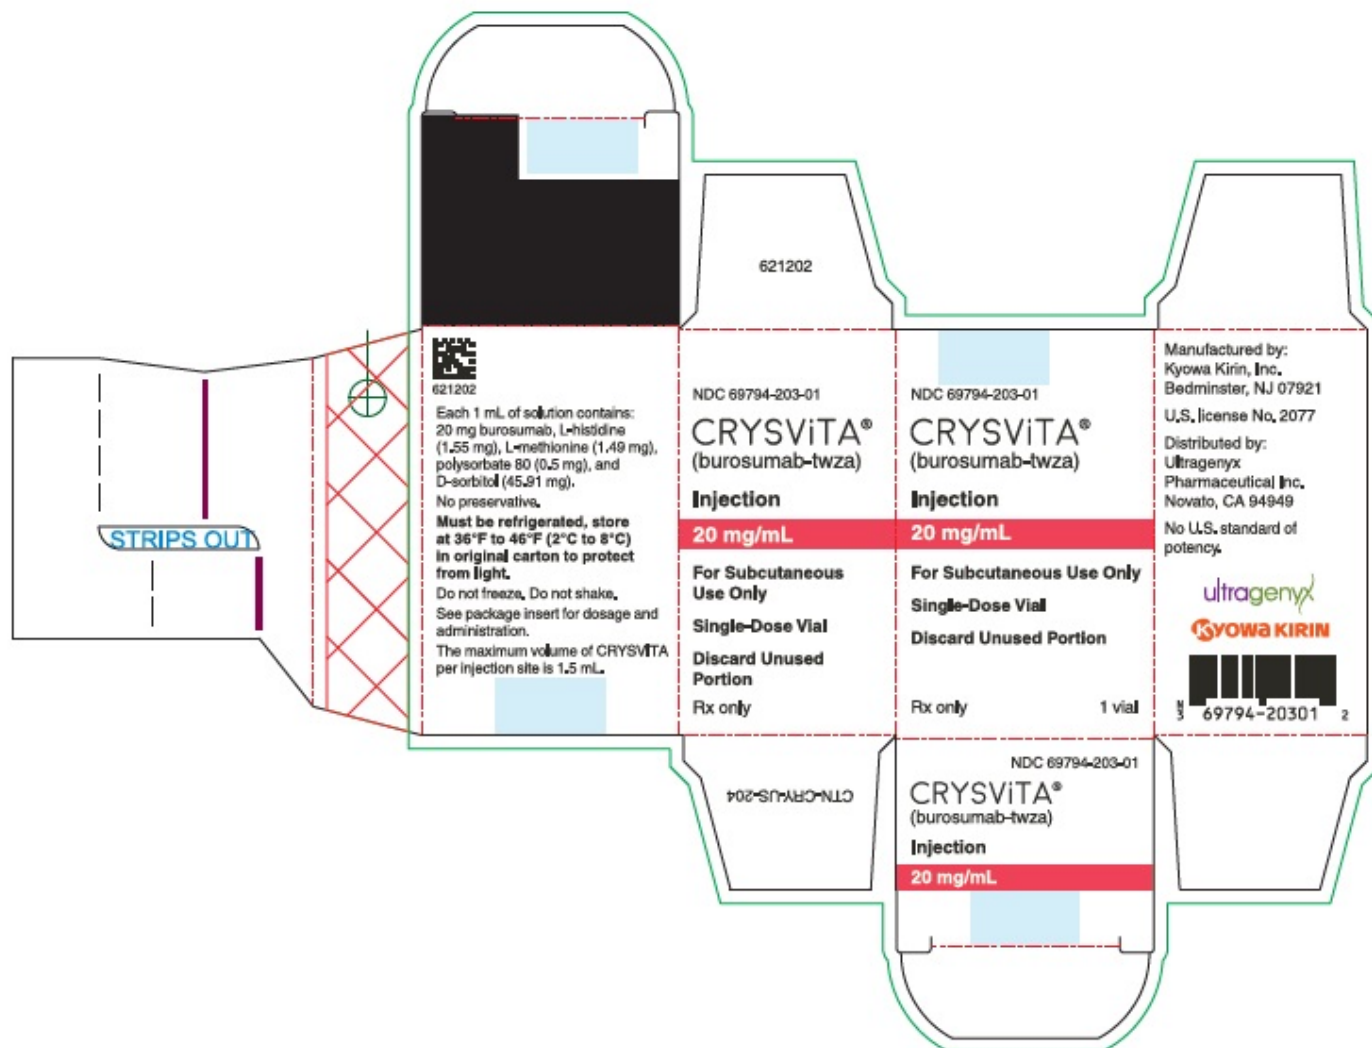 STRIPS OUT
621202
Each 1 mL of solution contains:
20 mg burosumab, L-histidine
(1.55 mg), L-methionine (1.49 mg),
polysorbate 80 (0.5 mg), and
D-sorbitol (45.91 mg).
No preservative.
Must be refrigerated, store
at 36°F to 46°F (2°C to 8°C)
in original carton to protect
from light.
Do not freeze. Do not shake.
See package insert for dosage and
administration.
The maximum volume of CRYSViTA
per injection site is 1.5 mL.
621202
NDC 69794-203-01
CRYSViTA®
(burosumab-twza)
Injection
20 mg/mL
For Subcutaneous
Use Only
Single-Dose Vial
Discard Unused
Portion
Rx only
CTN-CRY-US-204
NDC 69794-203-01
CRYSViTA®
(burosumab-twza)
Injection
20 mg/mL
For Subcutaneous Use Only
Single-Dose Vial
Discard Unused Portion
Rx only 1 vial
NDC 69794-203-01
CRYSViTA®
(burosumab-twza)
Injection
20 mg/mL
Manufactured by:
Kyowa Kirin, Inc.
Bedminster, NJ 07921
U.S. license No. 2077
Distributed by:
Ultragenyx
Pharmaceutical Inc.
Novato, CA 94949
No U.S. standard of
potency.
ultragenyx
KYOWA KIRIN
69794-20301 2